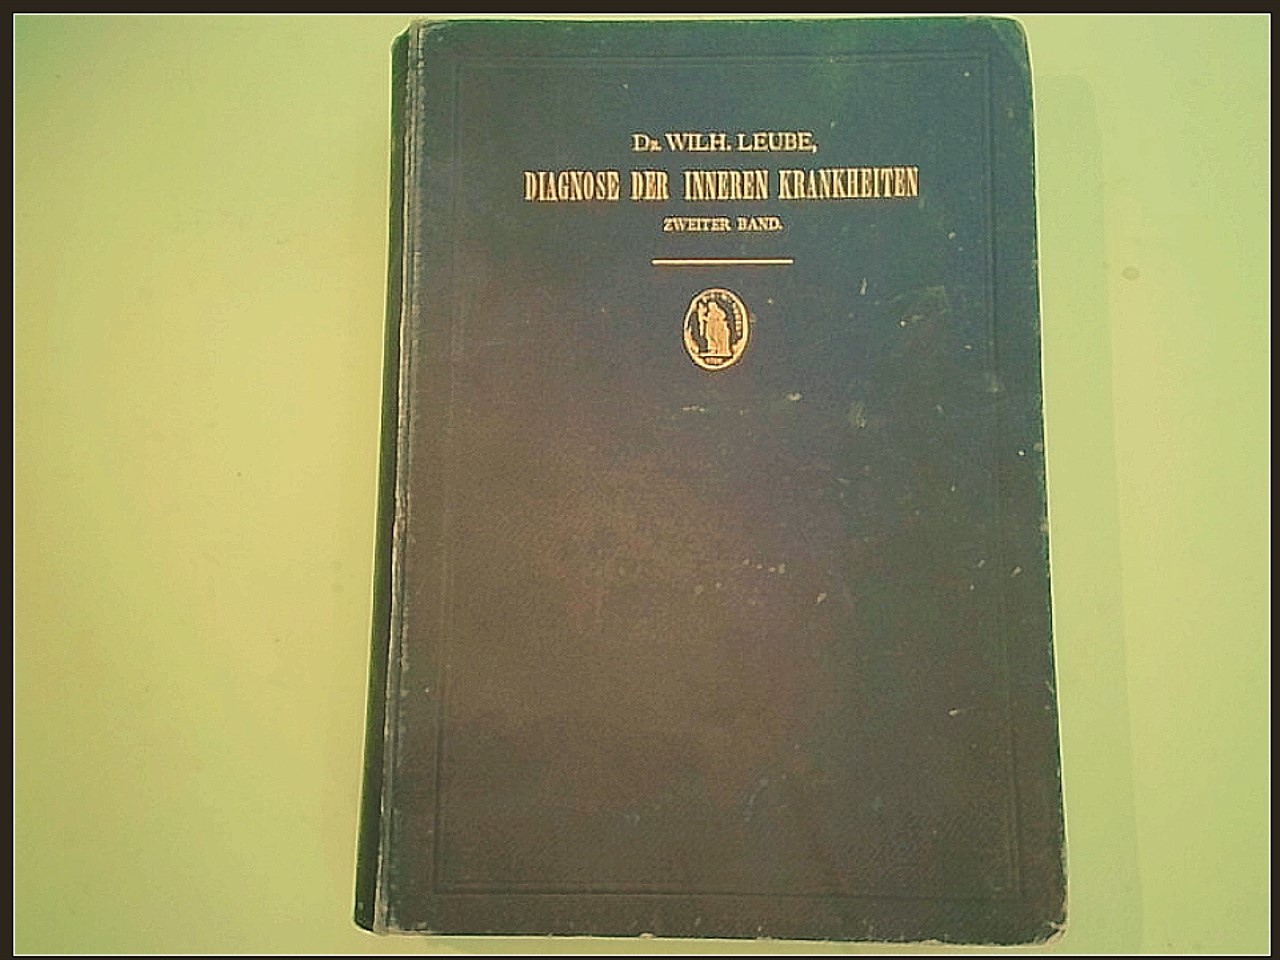 Dr. WILH. LEUBE,
DIAGNOSE DER INNEREN KRANKHEITEN
ZWEITER BAND.